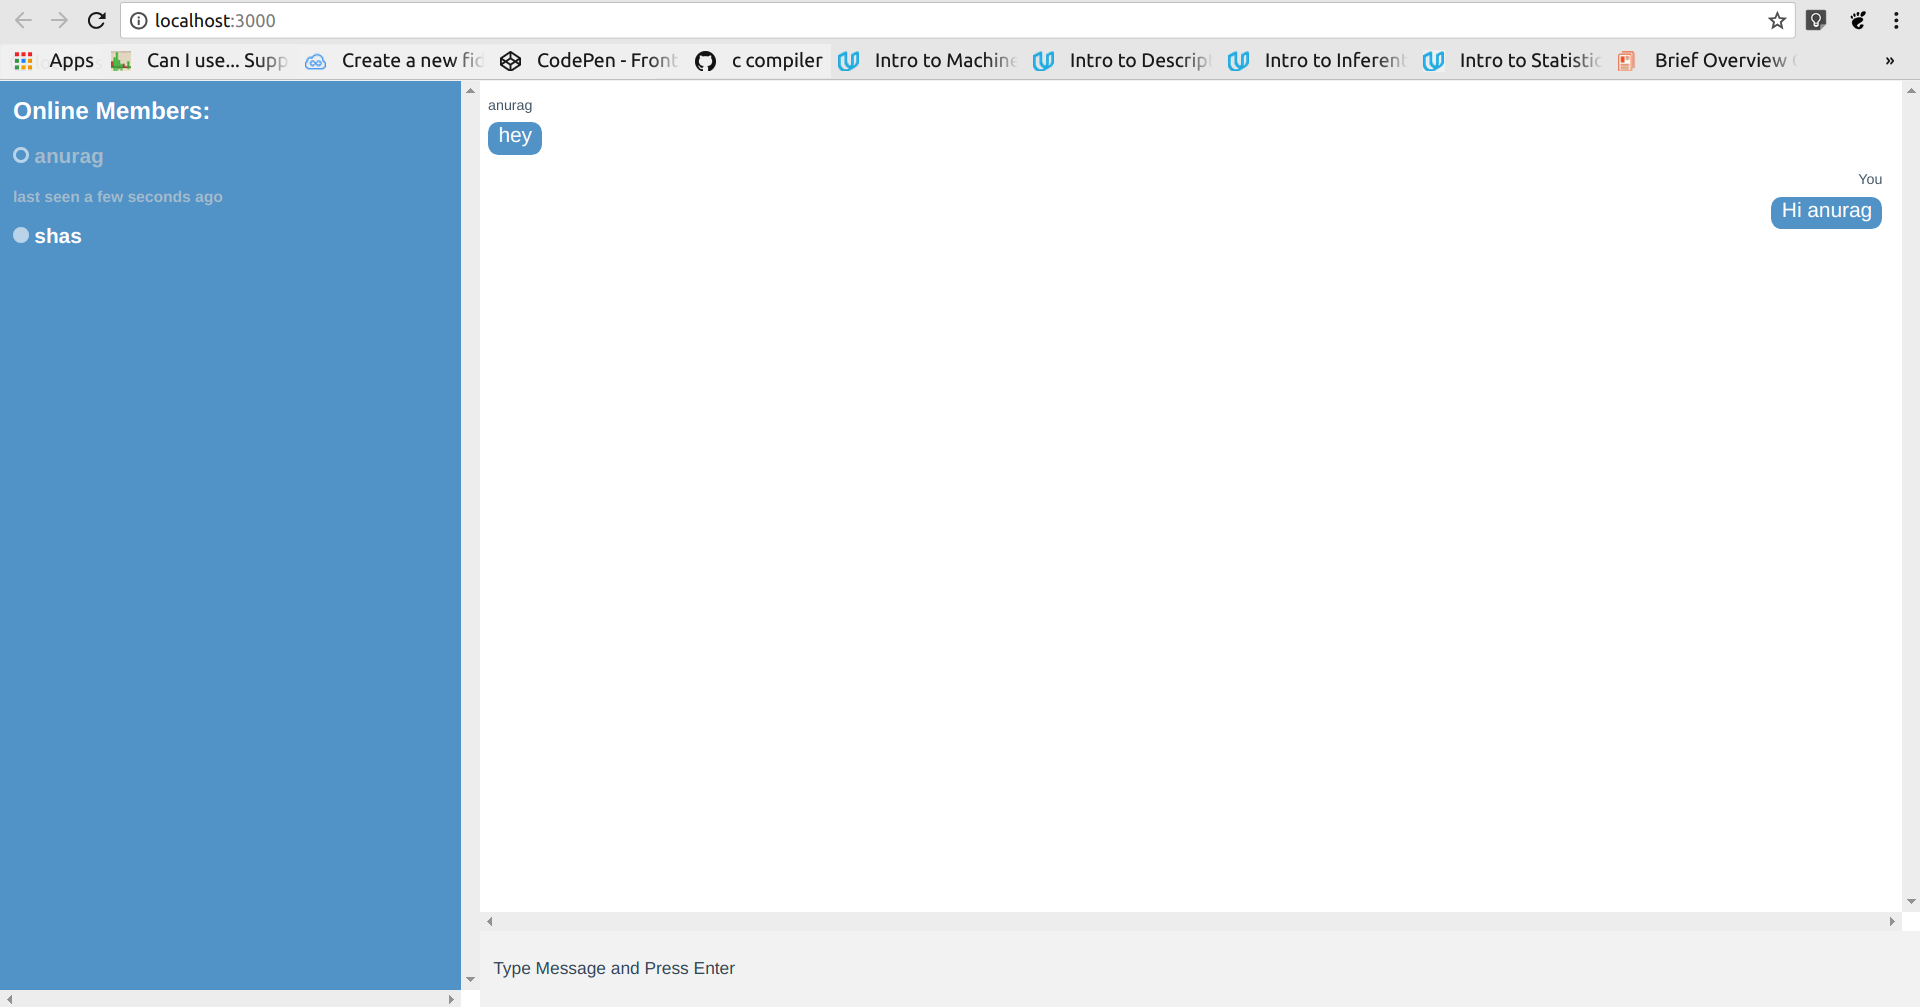 localhost:3000
Apps Can I use... Supp Create a new fic CodePen - Front c compiler Intro to Machine Intro to Descript Intro to Inferent Intro to Statistic Brief Overview »
Online Members:
anurag
last seen a few seconds ago
shas
anurag
hey
You
Hi anurag
Type Message and Press Enter